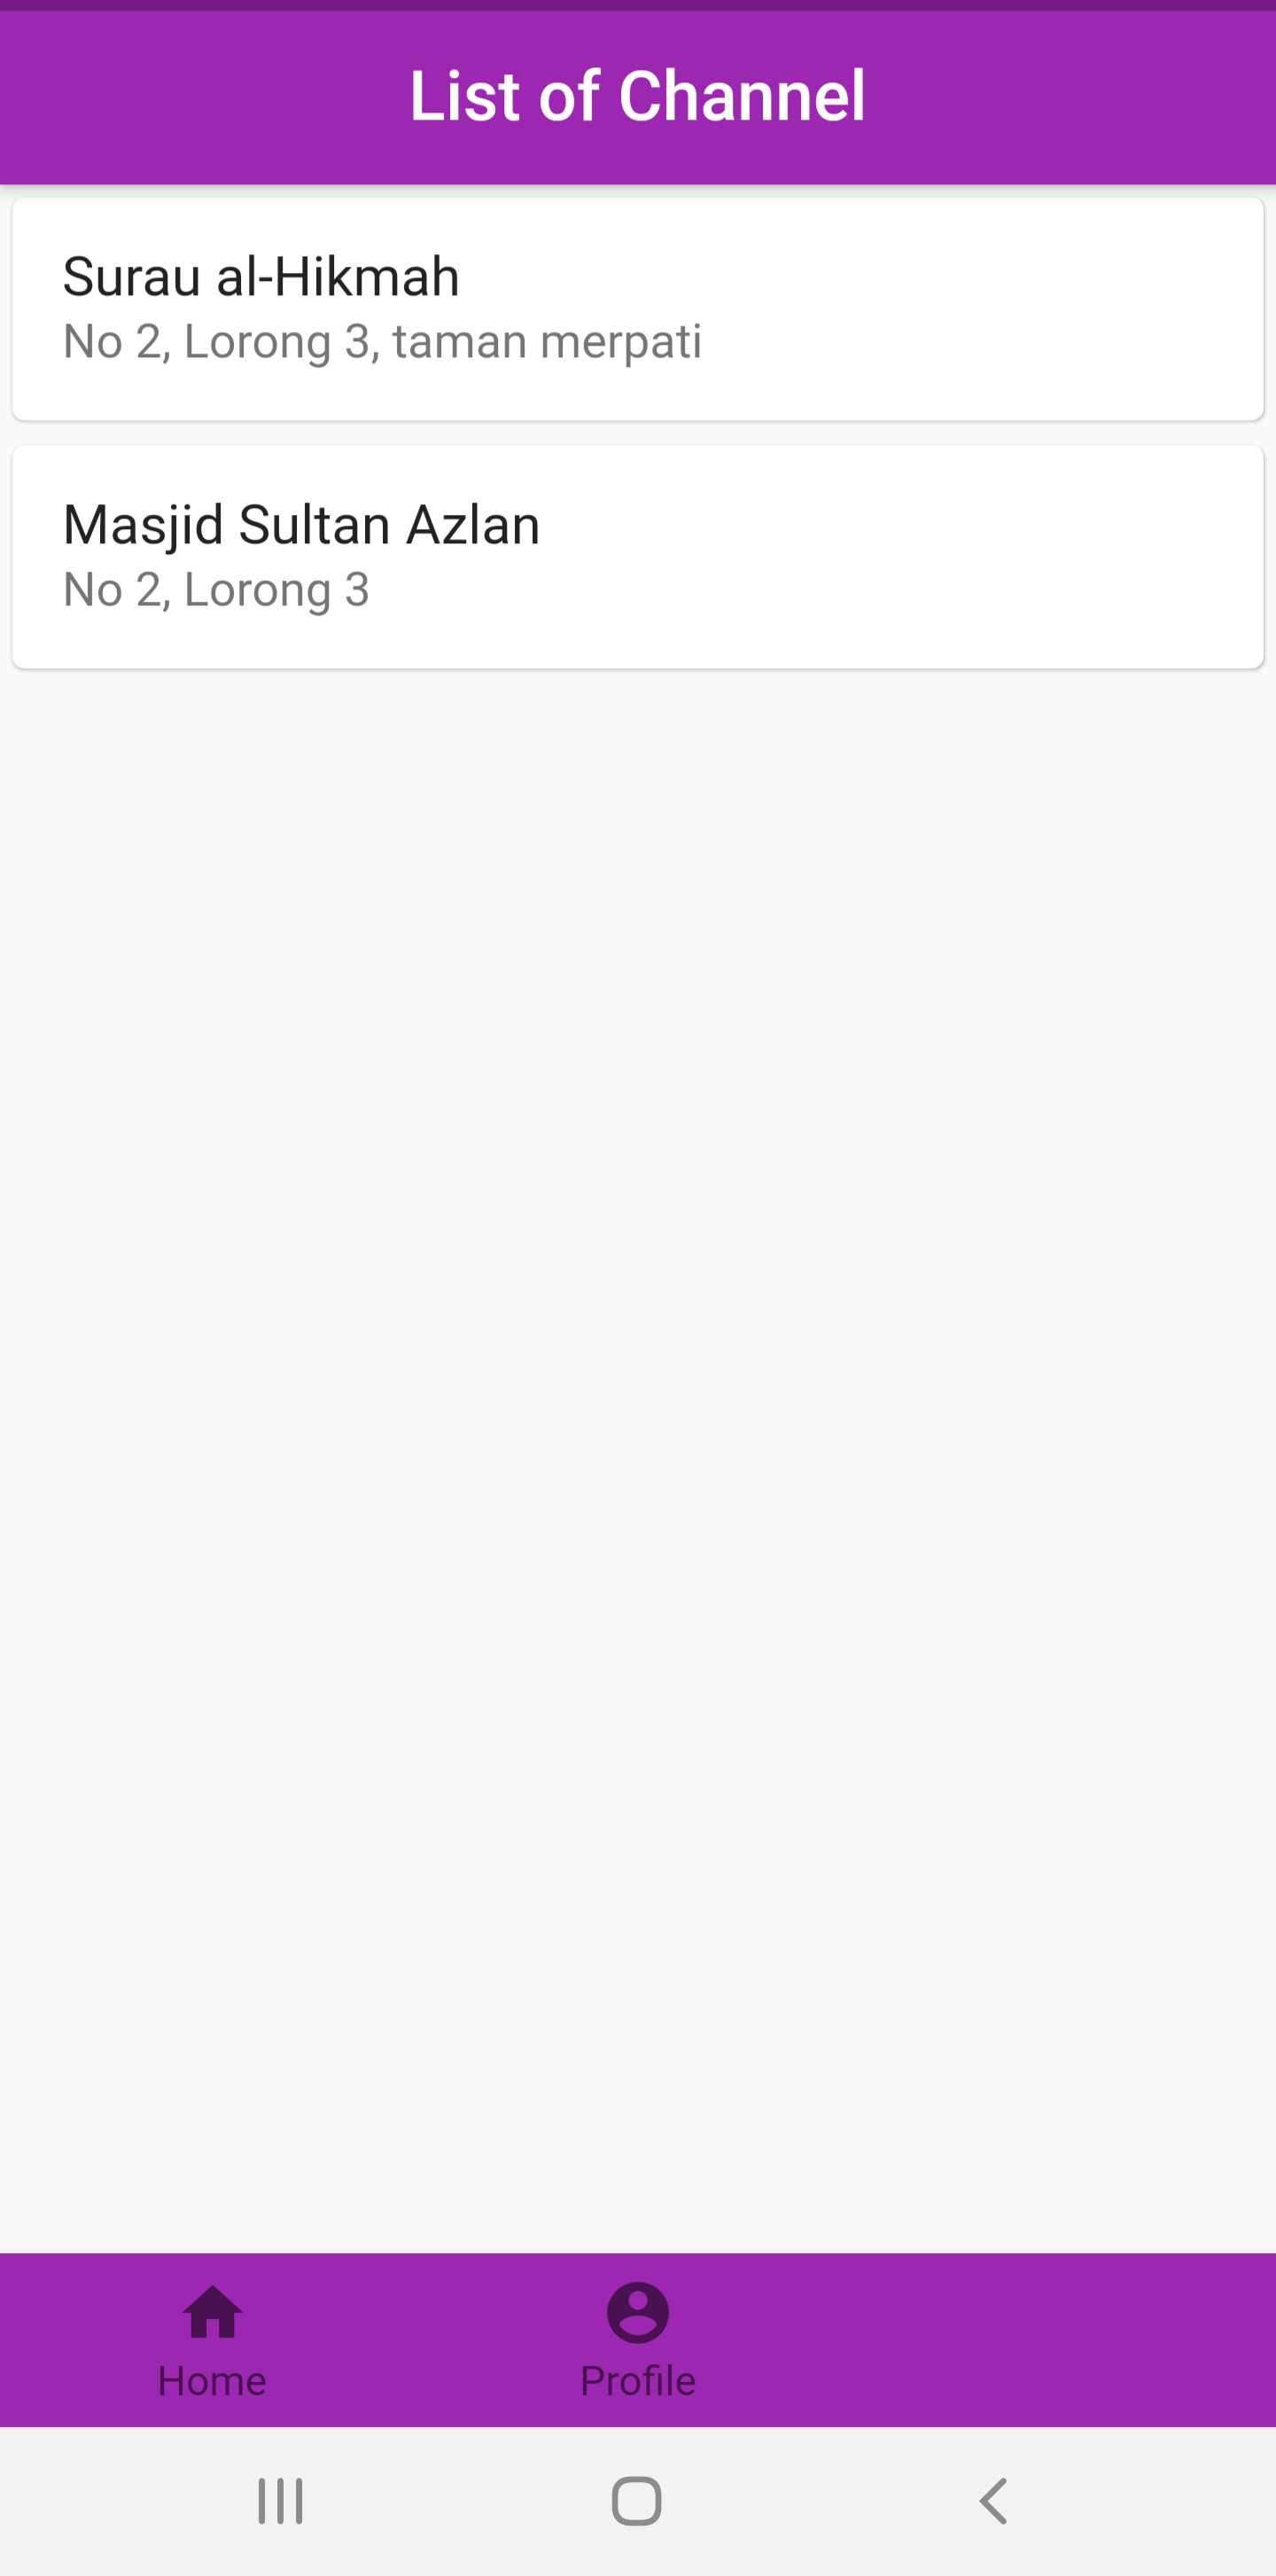 List of Channel
Surau al-Hikmah
No 2, Lorong 3, taman merpati
Masjid Sultan Azlan
No 2, Lorong 3
Home
Profile